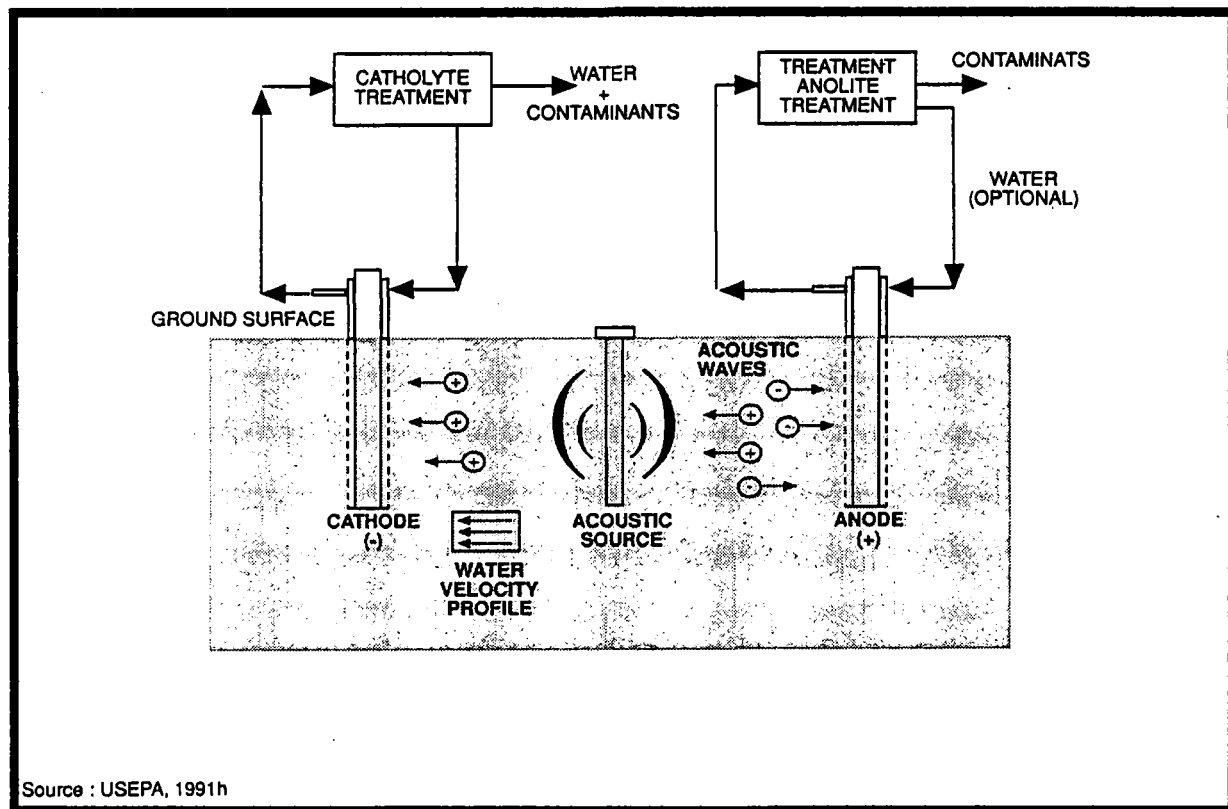 CATHOLYTE
TREATMENT
WATER
+
CONTAMINANTS
TREATMENT
ANOLITE
TREATMENT
CONTAMINATS
WATER
(OPTIONAL)
GROUND SURFACE
ACOUSTIC
WAVES
+
+
+
-
+
-
+
-
CATHODE
(-)
ACOUSTIC
SOURCE
ANODE
(+)
WATER
VELOCITY
PROFILE
Source : USEPA, 1991h